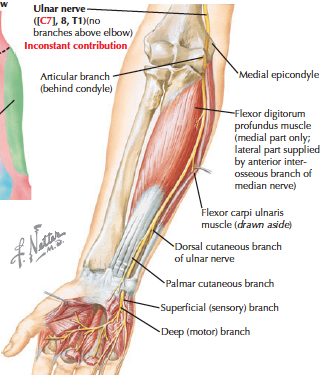 w
Ulnar nerve
([C7], 8, T1)(no
branches above elbow)
Inconstant contribution
Articular branch
(behind condyle)
Medial epicondyle
Flexor digitorum
profundus muscle
(medial part only;
lateral part supplied
by anterior inter-
osseous branch of
median nerve)
Flexor carpi ulnaris
muscle (drawn aside)
Dorsal cutaneous branch
of ulnar nerve
Palmar cutaneous branch
Superficial (sensory) branch
Deep (motor) branch
F. Netter
M.D.